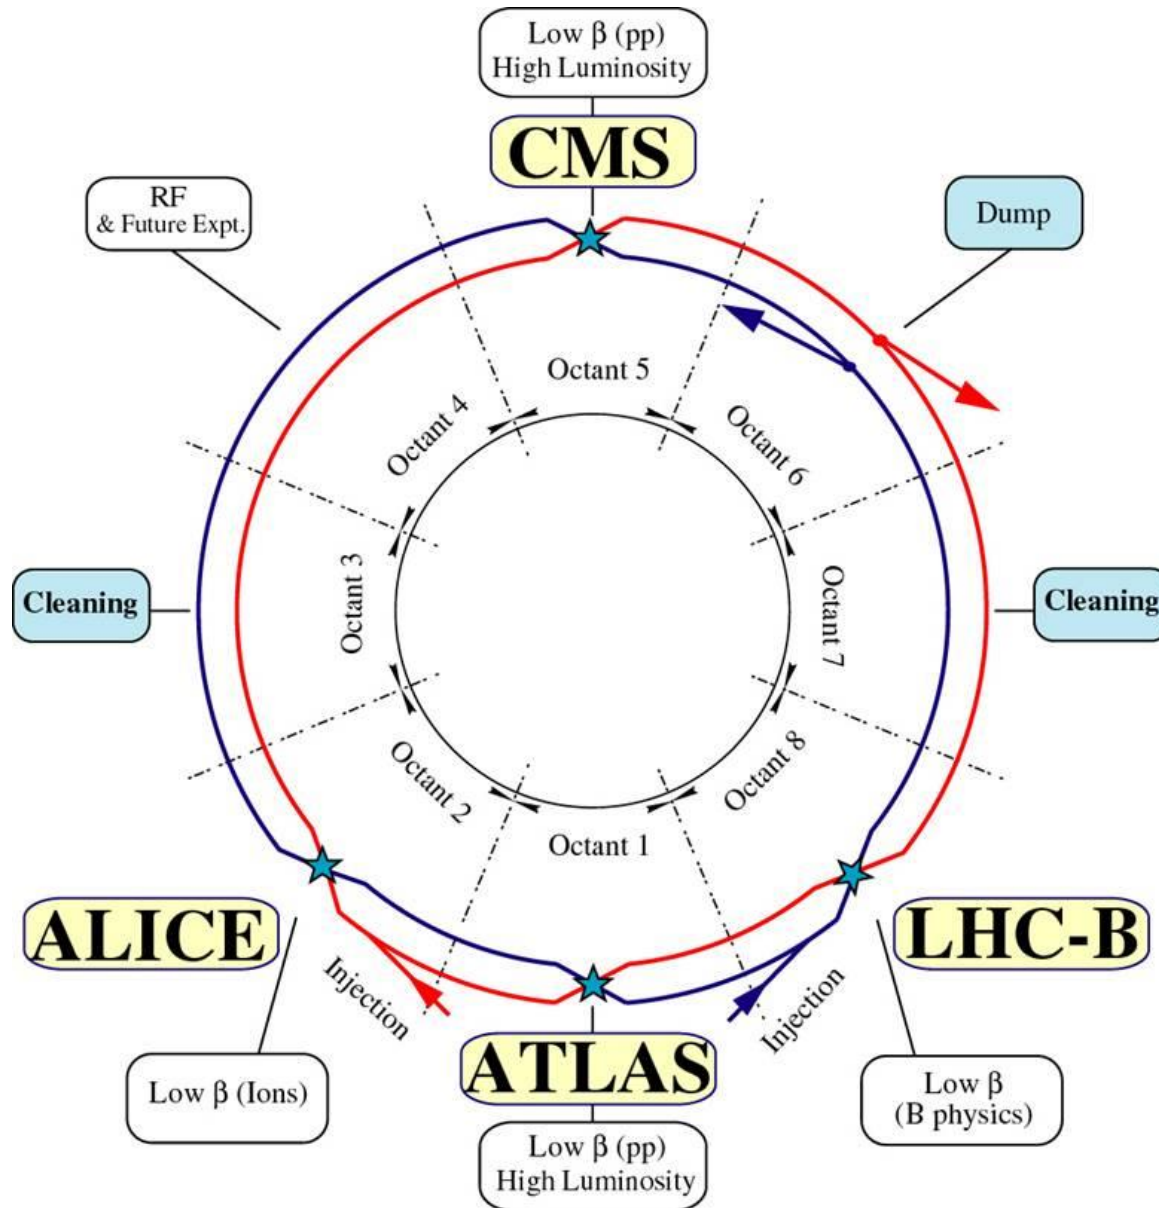 Low β (pp)
High Luminosity
CMS
RF
& Future Expt.
Dump
Octant 5
Octant 4
Octant 6
Cleaning
Octant 3
Octant 7
Cleaning
Octant 2
Octant 8
Octant 1
ALICE
LHC-B
Injection
Injection
ATLAS
Low β (Ions)
Low β
(B physics)
Low β (pp)
High Luminosity